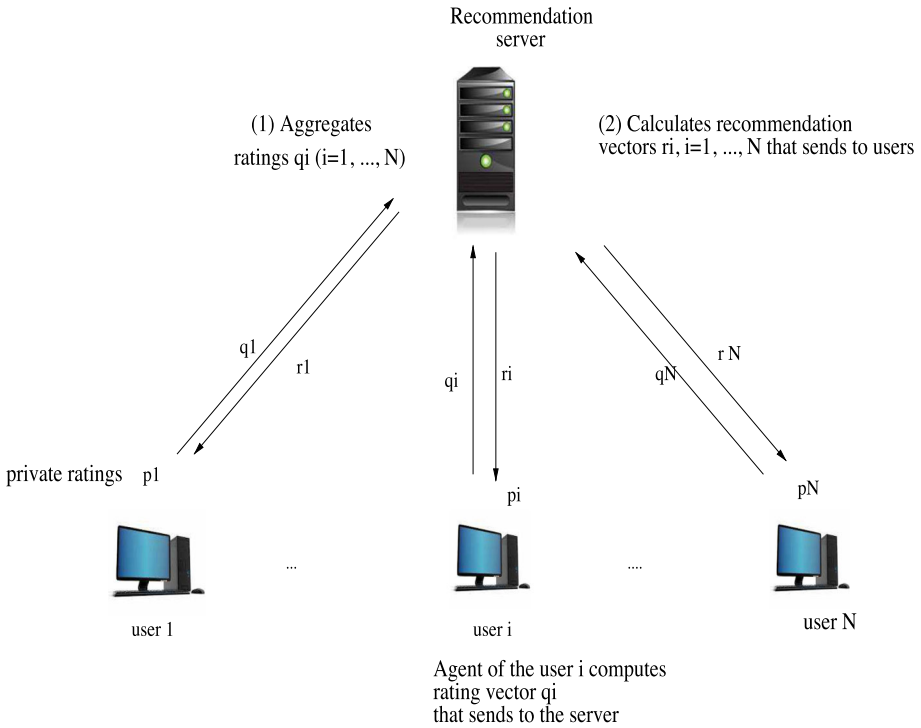 Recommendation
server
(1) Aggregates
ratings qi (i=1, ..., N)
(2) Calculates recommendation
vectors ri, i=1, ..., N that sends to users
q1
r1
qi
ri
qN
r N
private ratings p1
pi
pN
...
....
user 1
user i
user N
Agent of the user i computes
rating vector qi
that sends to the server